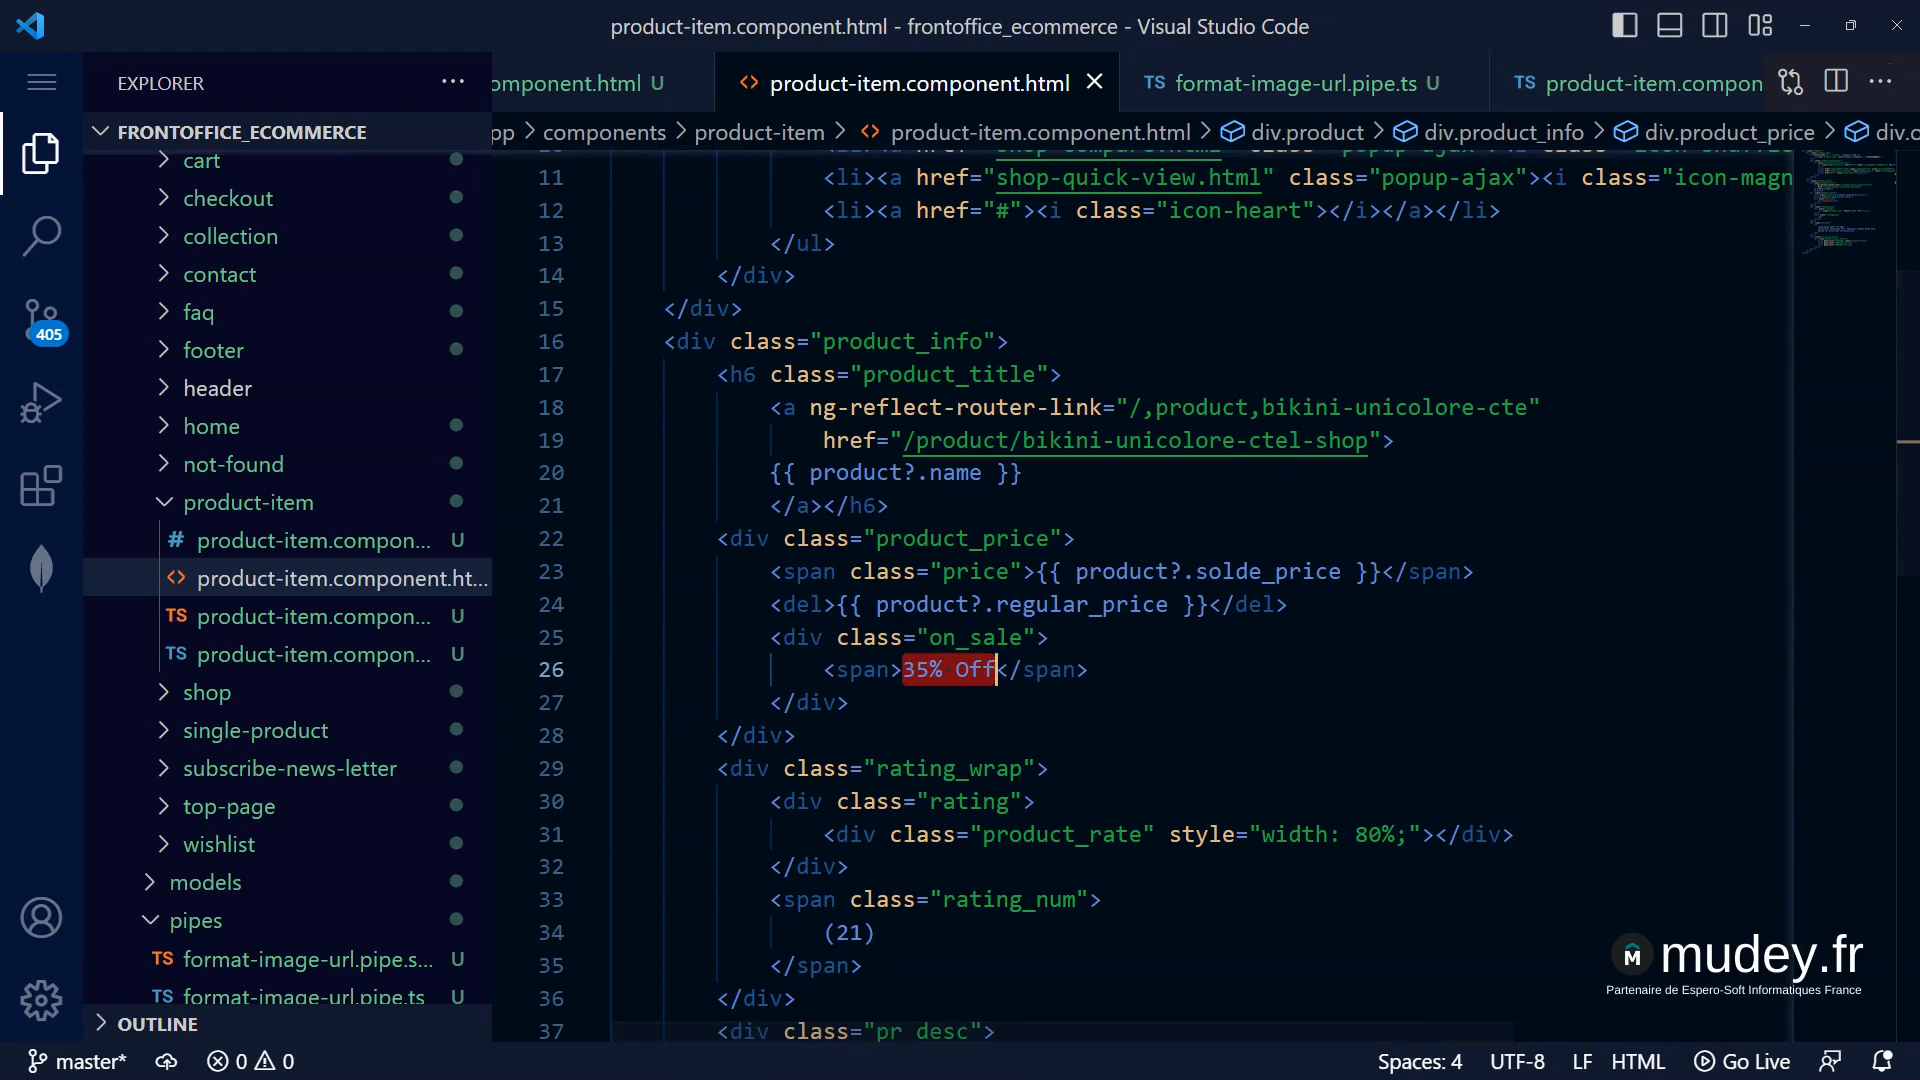 product-item.component.html - frontoffice_ecommerce - Visual Studio Code
EXPLORER
omponent.html U
product-item.component.html
TS format-image-url.pipe.ts U
TS product-item.compon
FRONTOFFICE_ECOMMERCE
pp > components > product-item > product-item.component.html > div.product > div.product_info > div.product_price > div.o
cart
checkout
collection
contact
faq
footer
header
home
not-found
product-item
# product-item.compon... U
<> product-item.component.ht...
TS product-item.compon... U
TS product-item.compon... U
shop
single-product
subscribe-news-letter
top-page
wishlist
models
pipes
TS format-image-url.pipe.s... U
TS format-image-url.pipe.ts U
OUTLINE
405
11 <li><a href="shop-quick-view.html" class="popup-ajax"><i class="icon-magn
12 <li><a href="#"><i class="icon-heart"></i></a></li>
13 </ul>
14 </div>
15 </div>
16 <div class="product_info">
17 <h6 class="product_title">
18 <a ng-reflect-router-link="/,product,bikini-unicolore-cte"
19 href="/product/bikini-unicolore-ctel-shop">
20 {{ product?.name }}
21 </a></h6>
22 <div class="product_price">
23 <span class="price">{{ product?.solde_price }}</span>
24 <del>{{ product?.regular_price }}</del>
25 <div class="on_sale">
26 <span>35% Off</span>
27 </div>
28 </div>
29 <div class="rating_wrap">
30 <div class="rating">
31 <div class="product_rate" style="width: 80%;"></div>
32 </div>
33 <span class="rating_num">
34 (21)
35 </span>
36 </div>
37 <div class="pr_desc">
mudey.fr
Partenaire de Espero-Soft Informatiques France
master* 0 0 Spaces: 4 UTF-8 LF HTML Go Live